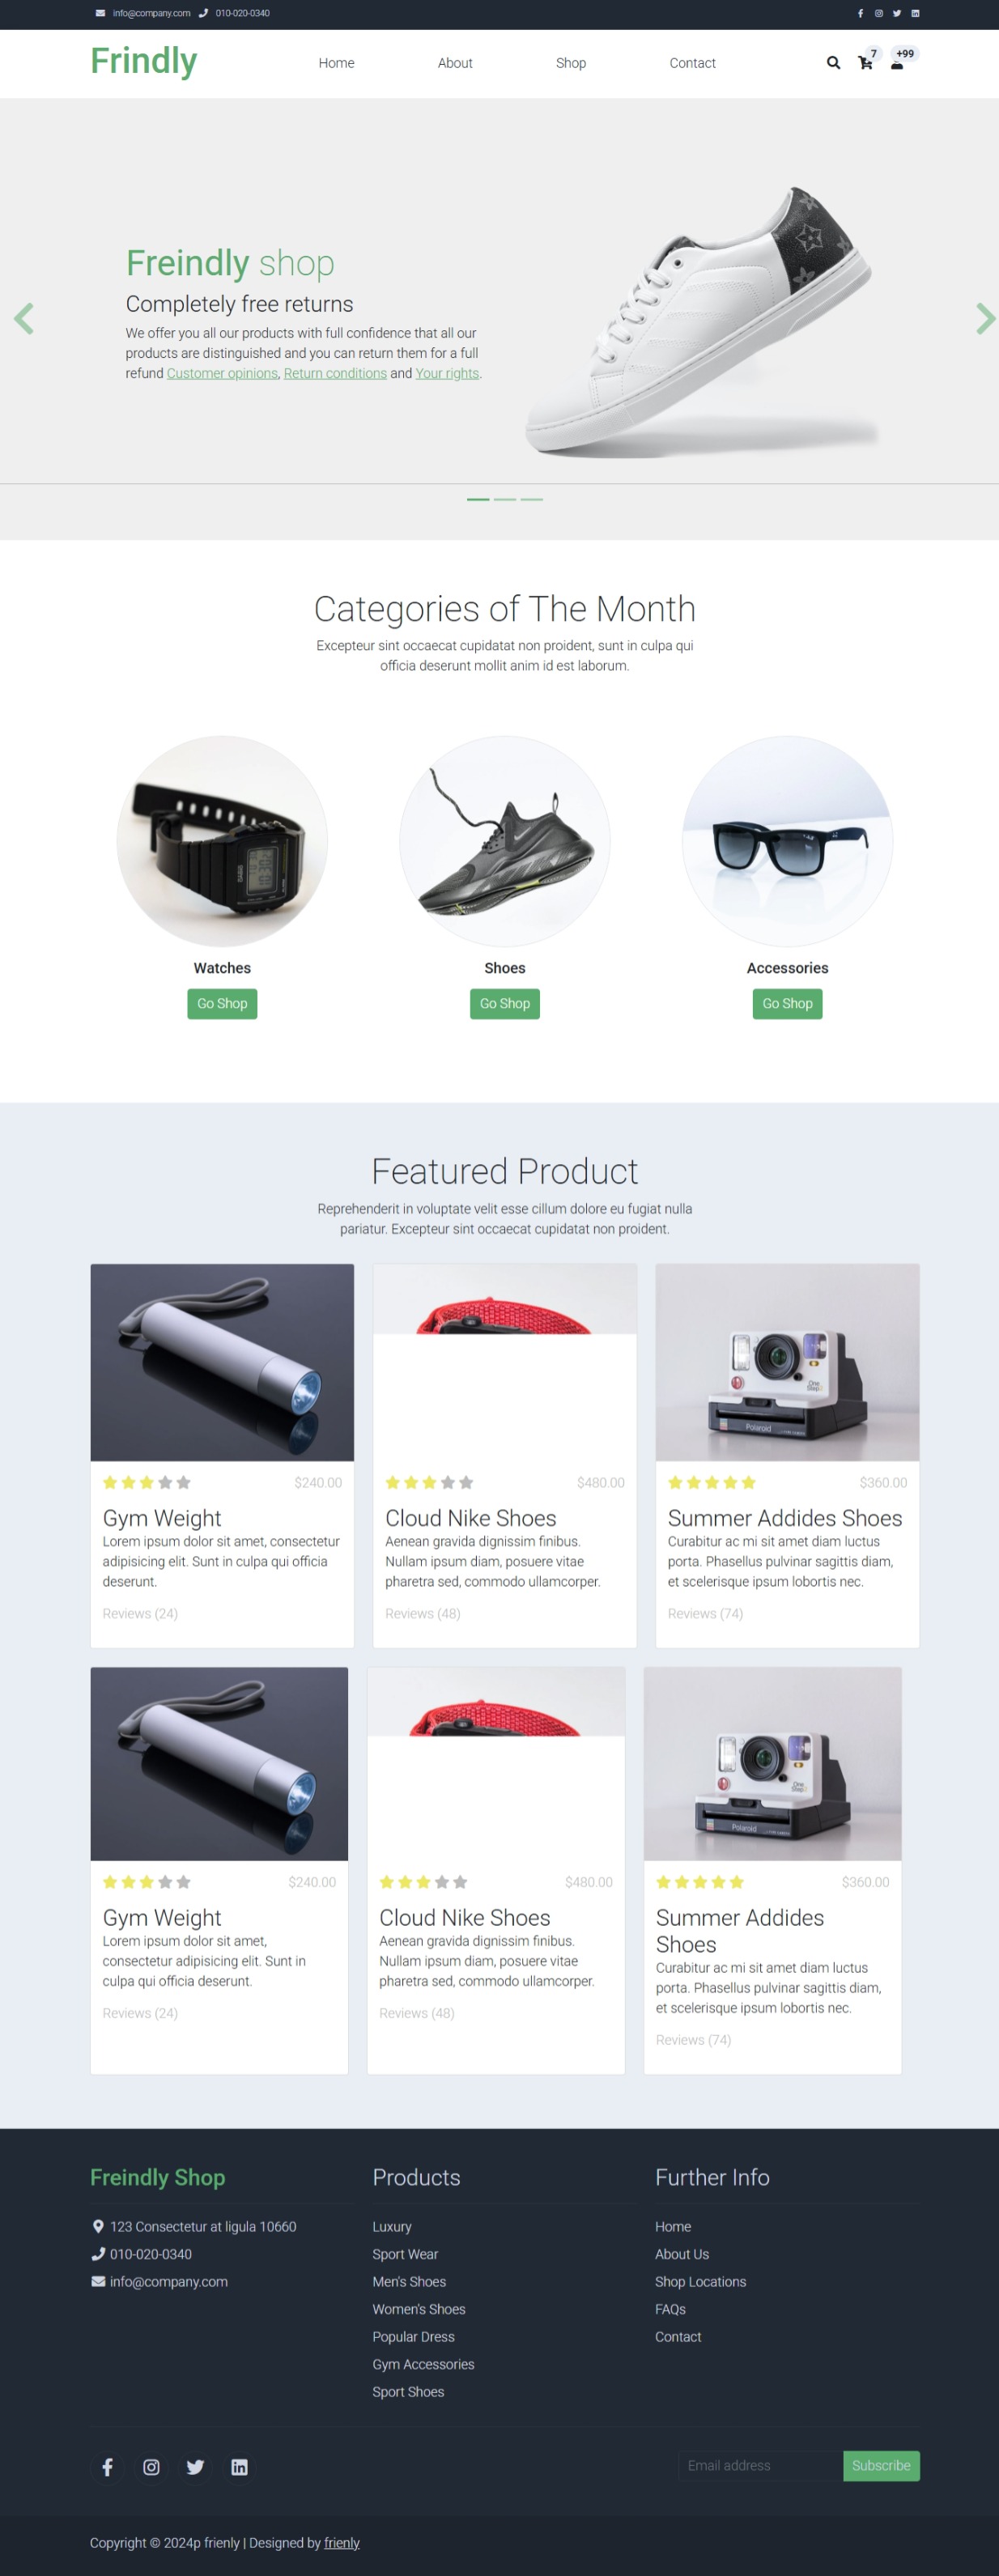 info@company.com 010-020-0340
Frindly Home About Shop Contact 7 +99
Freindly shop
Completely free returns
We offer you all our products with full confidence that all our
products are distinguished and you can return them for a full
refund Customer opinions, Return conditions and Your rights.
Categories of The Month
Excepteur sint occaecat cupidatat non proident, sunt in culpa qui
officia deserunt mollit anim id est laborum.
Watches Shoes Accessories
Go Shop Go Shop Go Shop
Featured Product
Reprehenderit in voluptate velit esse cillum dolore eu fugiat nulla
pariatur. Excepteur sint occaecat cupidatat non proident.
One
Step
Polaroid
$240.00
Gym Weight
Lorem ipsum dolor sit amet, consectetur
adipisicing elit. Sunt in culpa qui officia
deserunt.
Reviews (24)
$480.00
Cloud Nike Shoes
Aenean gravida dignissim finibus.
Nullam ipsum diam, posuere vitae
pharetra sed, commodo ullamcorper.
Reviews (48)
$360.00
Summer Addides Shoes
Curabitur ac mi sit amet diam luctus
porta. Phasellus pulvinar sagittis diam,
et scelerisque ipsum lobortis nec.
Reviews (74)
One
Step
Polaroid
$240.00
Gym Weight
Lorem ipsum dolor sit amet,
consectetur adipisicing elit. Sunt in
culpa qui officia deserunt.
Reviews (24)
$480.00
Cloud Nike Shoes
Aenean gravida dignissim finibus.
Nullam ipsum diam, posuere vitae
pharetra sed, commodo ullamcorper.
Reviews (48)
$360.00
Summer Addides
Shoes
Curabitur ac mi sit amet diam luctus
porta. Phasellus pulvinar sagittis diam,
et scelerisque ipsum lobortis nec.
Reviews (74)
Freindly Shop
123 Consectetur at ligula 10660
010-020-0340
info@company.com
Products
Luxury
Sport Wear
Men's Shoes
Women's Shoes
Popular Dress
Gym Accessories
Sport Shoes
Further Info
Home
About Us
Shop Locations
FAQs
Contact
Email address Subscribe
Copyright © 2024p frienly | Designed by frienly